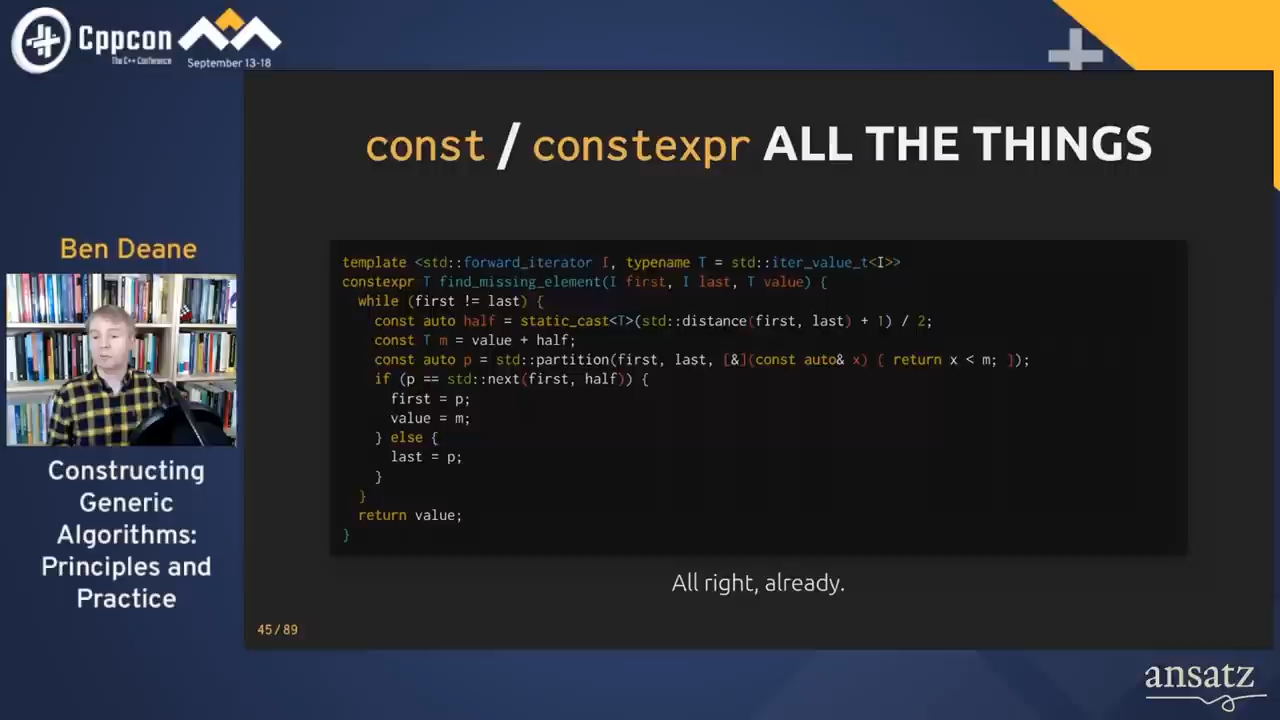 Cppcon
The C++ Conference
September 13-18
const / constexpr ALL THE THINGS
Ben Deane
Constructing
Generic
Algorithms:
Principles and
Practice
template <std::forward_iterator I, typename T = std::iter_value_t<I>>
constexpr T find_missing_element(I first, I last, T value) {
  while (first != last) {
    const auto half = static_cast<T>(std::distance(first, last) + 1) / 2;
    const T m = value + half;
    const auto p = std::partition(first, last, [&](const auto& x) { return x < m; });
    if (p == std::next(first, half)) {
      first = p;
      value = m;
    } else {
      last = p;
    }
  }
  return value;
}
All right, already.
45 / 89
ansatz